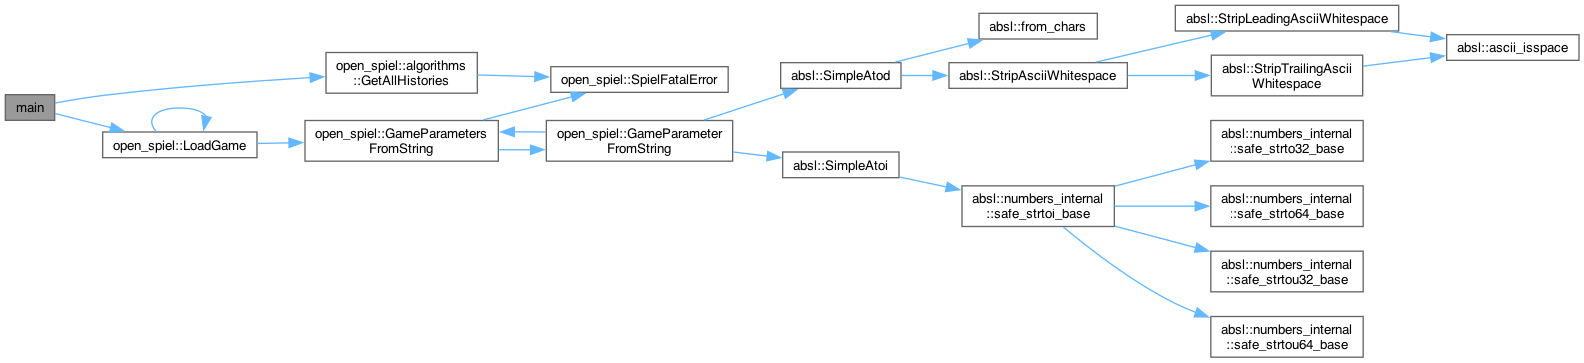 main
open_spiel::algorithms
::GetAllHistories
open_spiel::LoadGame
open_spiel::SpielFatalError
open_spiel::GameParameters
FromString
open_spiel::GameParameter
FromString
absl::SimpleAtod
absl::SimpleAtoi
absl::from_chars
absl::StripAsciiWhitespace
absl::numbers_internal
::safe_strtoi_base
absl::StripLeadingAsciiWhitespace
absl::StripTrailingAscii
Whitespace
absl::ascii_isspace
absl::numbers_internal
::safe_strto32_base
absl::numbers_internal
::safe_strto64_base
absl::numbers_internal
::safe_strtou32_base
absl::numbers_internal
::safe_strtou64_base